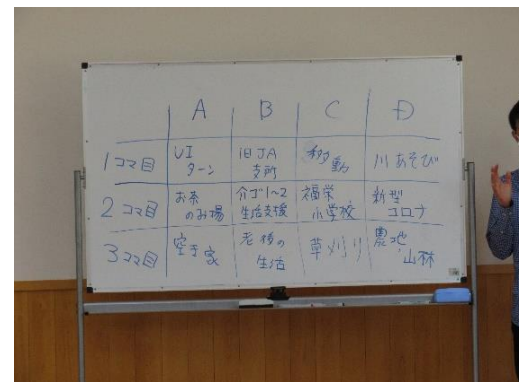 A B C D
1コマ目 UIターン 旧JA支所 移動 川あそび
2コマ目 お茶のみ場 介ゴ1~2生活支援 福栄小学校 新型コロナ
3コマ目 空き家 老後の生活 草刈り 農地・山林